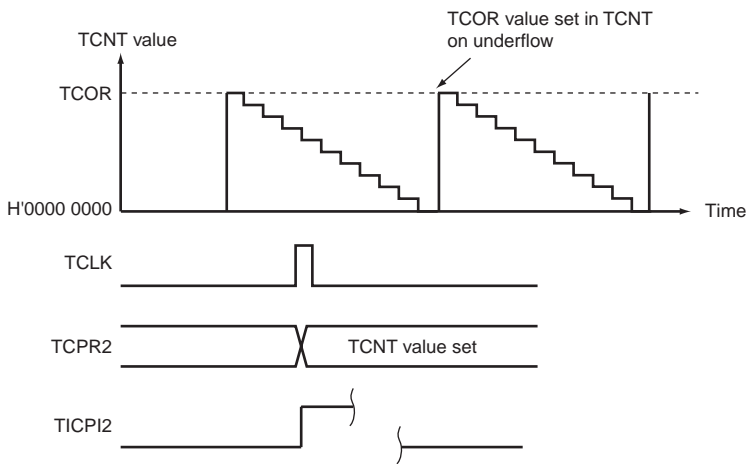 TCOR value set in TCNT
on underflow
TCNT value
TCOR
H'0000 0000
Time
TCLK
TCPR2
TCNT value set
TICPI2